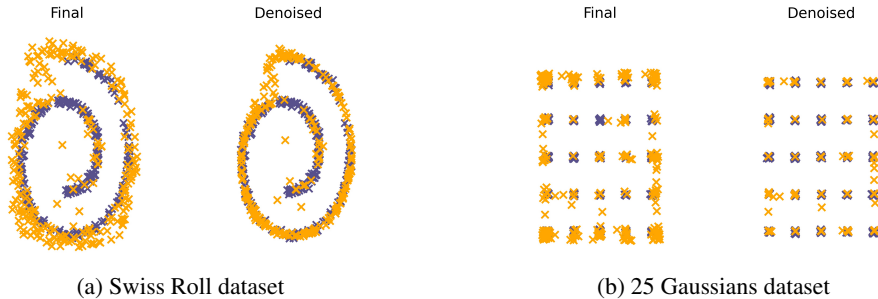 Final
Denoised
Final
Denoised
(a) Swiss Roll dataset
(b) 25 Gaussians dataset